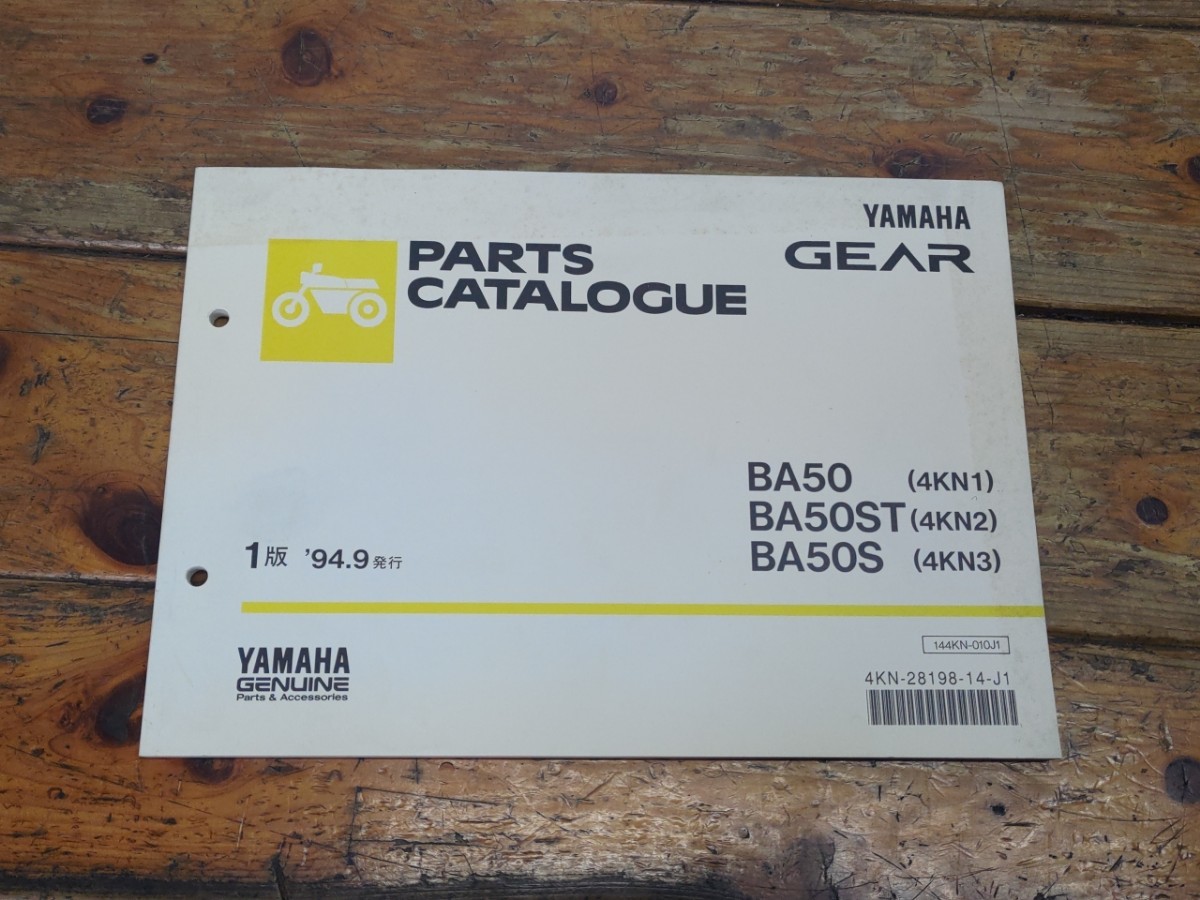 YAMAHA
GEAR
PARTS
CATALOGUE
BA50 (4KN1)
BA50ST (4KN2)
BA50S (4KN3)
1版 '94.9発行
144KN-010J1
4KN-28198-14-J1
YAMAHA
GENUINE
Parts & Accessories